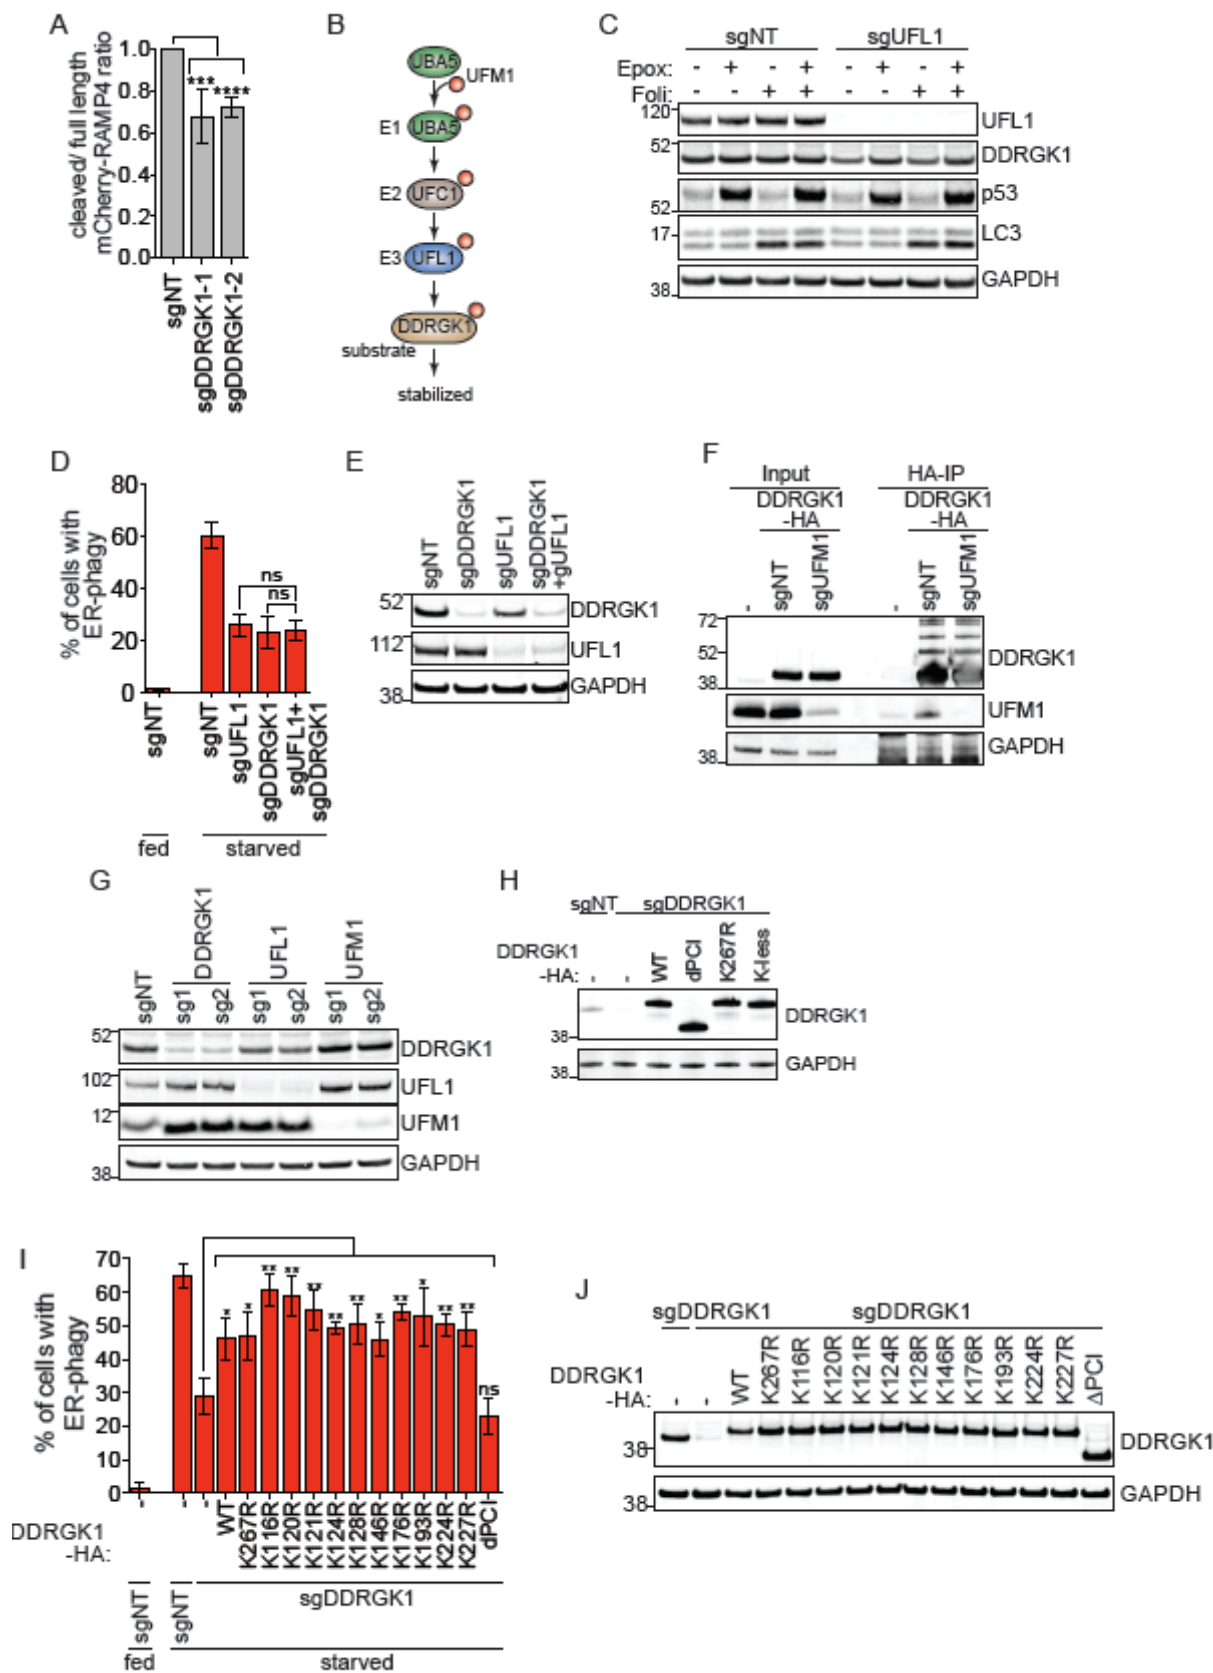 A
cleaved/ full length
mCherry-RAMP4 ratio
1.0
0.8
0.6
0.4
0.2
0.0
***
****
sgNT
sgDDRGK1-1
sgDDRGK1-2
B
UBA5
UFM1
E1 UBA5
E2 UFC1
E3 UFL1
DDRGK1
substrate
stabilized
C
sgNT sgUFL1
Epox: - + - + - + - +
Foli: - - + + - - + +
120 UFL1
52 DDRGK1
52 p53
17 LC3
38 GAPDH
D
% of cells with
ER-phagy
80
60
40
20
0
ns
ns
sgNT
sgNT
sgUFL1
sgDDRGK1
sgUFL1+
sgDDRGK1
fed starved
E
sgNT
sgDDRGK1
sgUFL1
sgDDRGK1
+gUFL1
52 DDRGK1
112 UFL1
38 GAPDH
F
Input HA-IP
DDRGK1 DDRGK1
-HA -HA
- sgNT sgUFM1 - sgNT sgUFM1
72
52
38
DDRGK1
UFM1
38 GAPDH
G
DDRGK1 UFL1 UFM1
sgNT sg1 sg2 sg1 sg2 sg1 sg2
52 DDRGK1
102 UFL1
12 UFM1
38 GAPDH
H
sgNT sgDDRGK1
DDRGK1
-HA: - - WT dPCI K267R K-less
38 DDRGK1
38 GAPDH
I
% of cells with
ER-phagy
70
60
50
40
30
20
10
0
* * ** ** ** ** ** * ** * ** ** ns
DDRGK1
-HA:
- - - WT K267R K116R K120R K121R K124R K128R K146R K176R K193R K224R K227R dPCI
sgNT sgNT sgDDRGK1
fed starved
J
sgDDRGK1 sgDDRGK1
DDRGK1
-HA: - - WT K267R K116R K120R K121R K124R K128R K146R K176R K193R K224R K227R ΔPCI
38 DDRGK1
38 GAPDH